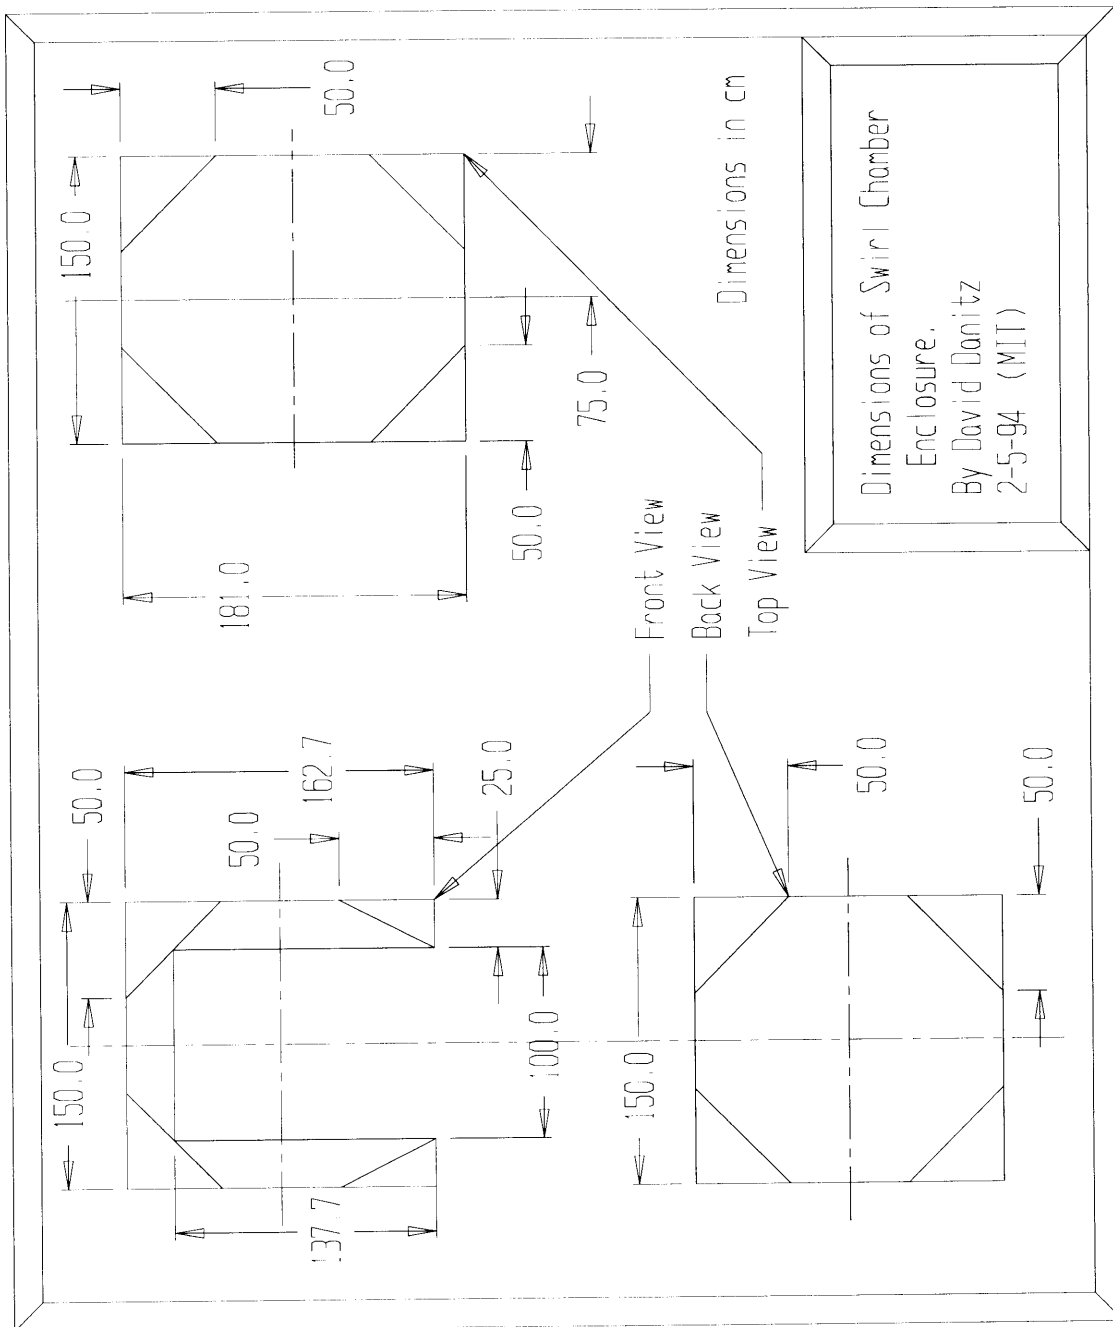 150.0
50.0
150.0
50.0
181.0
137.7
162.7
50.0
25.0
100.0
50.0
75.0
150.0
Front View
Back View
Top View
Dimensions in cm
50.0
50.0
Dimensions of Swirl Chamber
Enclosure.
By David Danitz
2-5-94 (MIT)